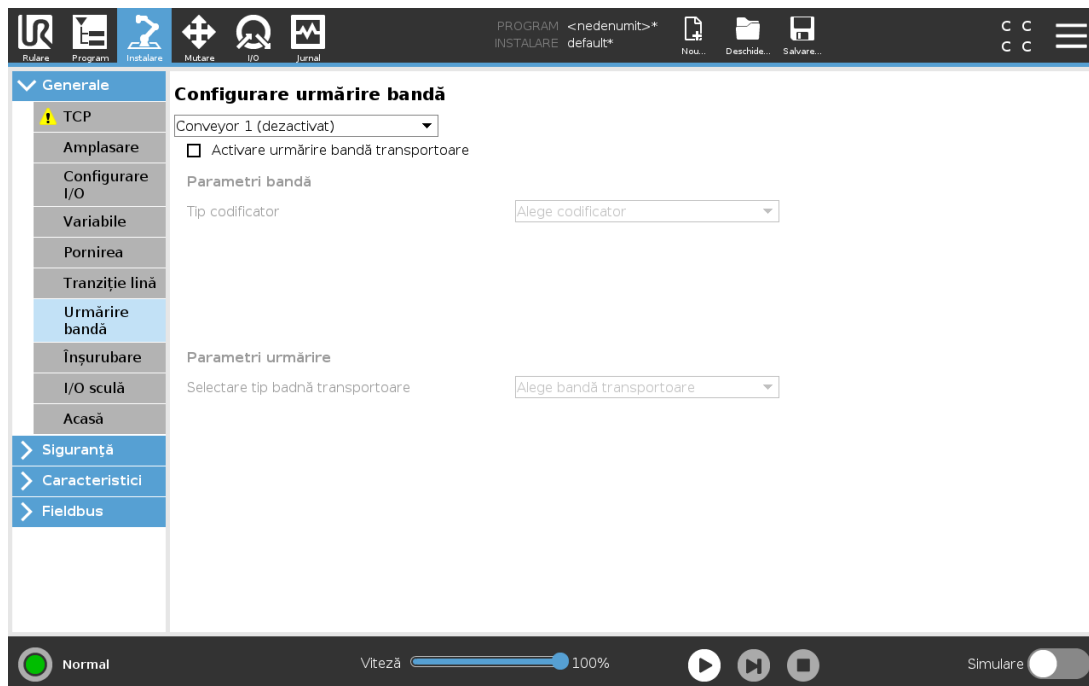 PROGRAM <nedenumit>*
INSTALARE default*
C C
C C
Rulare Program Instalare Mutare I/O Jurnal Nou... Deschide... Salvare...
Generale
TCP
Amplasare
Configurare
I/O
Variabile
Pornirea
Tranziție lină
Urmărire
bandă
Înșurubare
I/O sculă
Acasă
Siguranță
Caracteristici
Fieldbus
Configurare urmărire bandă
Conveyor 1 (dezactivat)
Activare urmărire bandă transportoare
Parametri bandă
Tip codificator Alege codificator
Parametri urmărire
Selectare tip badnă transportoare Alege bandă transportoare
Normal Viteză 100% Simulare